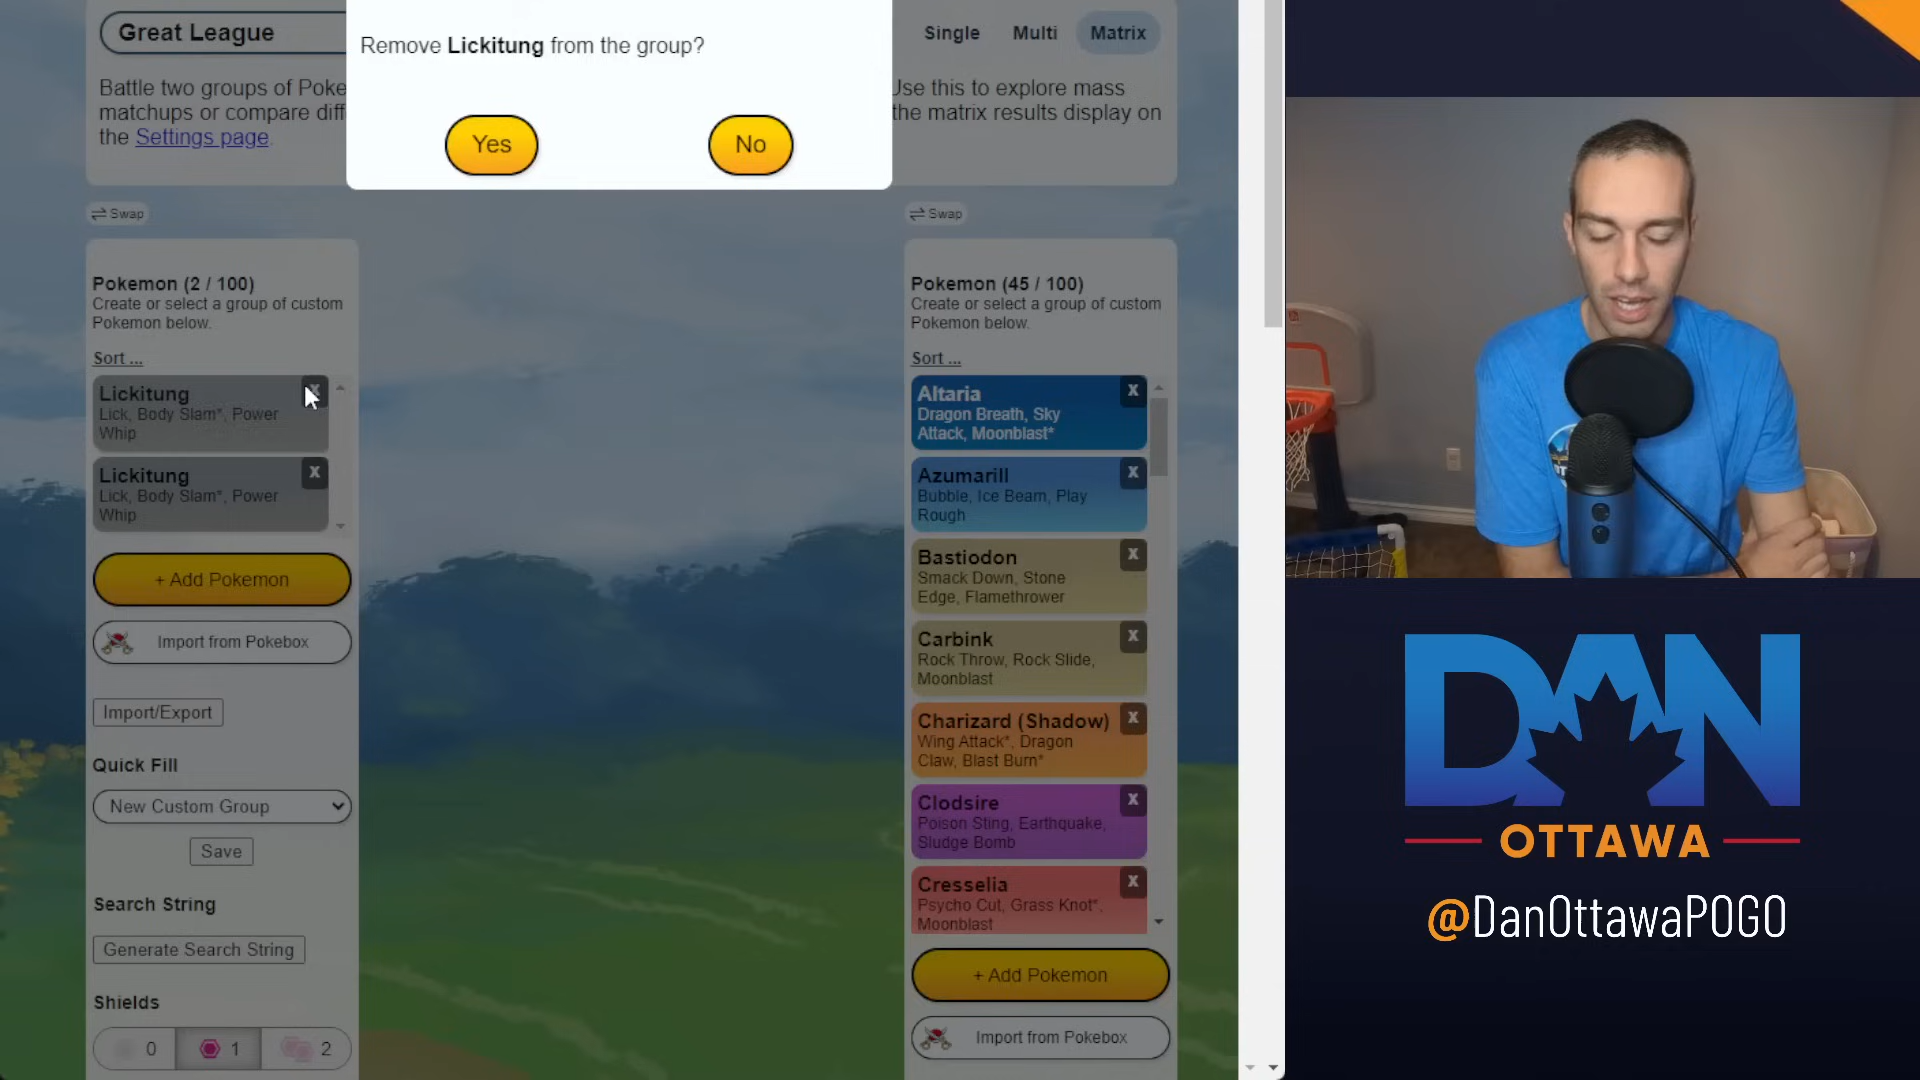 Great League
Remove Lickitung from the group?
Single Multi Matrix
Yes No
Battle two groups of Poke
matchups or compare diff
the Settings page.
Use this to explore mass
the matrix results display on
Swap
Pokemon (2 / 100)
Create or select a group of custom
Pokemon below.
Sort ...
Lickitung X
Lick, Body Slam*, Power
Whip
Lickitung X
Lick, Body Slam*, Power
Whip
+ Add Pokemon
Import from Pokebox
Import/Export
Quick Fill
New Custom Group
Save
Search String
Generate Search String
Shields
0 1 2
Swap
Pokemon (45 / 100)
Create or select a group of custom
Pokemon below.
Sort ...
Altaria X
Dragon Breath, Sky
Attack, Moonblast*
Azumarill X
Bubble, Ice Beam, Play
Rough
Bastiodon X
Smack Down, Stone
Edge, Flamethrower
Carbink X
Rock Throw, Rock Slide,
Moonblast
Charizard (Shadow) X
Wing Attack*, Dragon
Claw, Blast Burn*
Clodsire X
Poison Sting, Earthquake,
Sludge Bomb
Cresselia X
Psycho Cut, Grass Knot*,
Moonblast
+ Add Pokemon
Import from Pokebox
DAN
OTTAWA
@DanOttawaPOGO